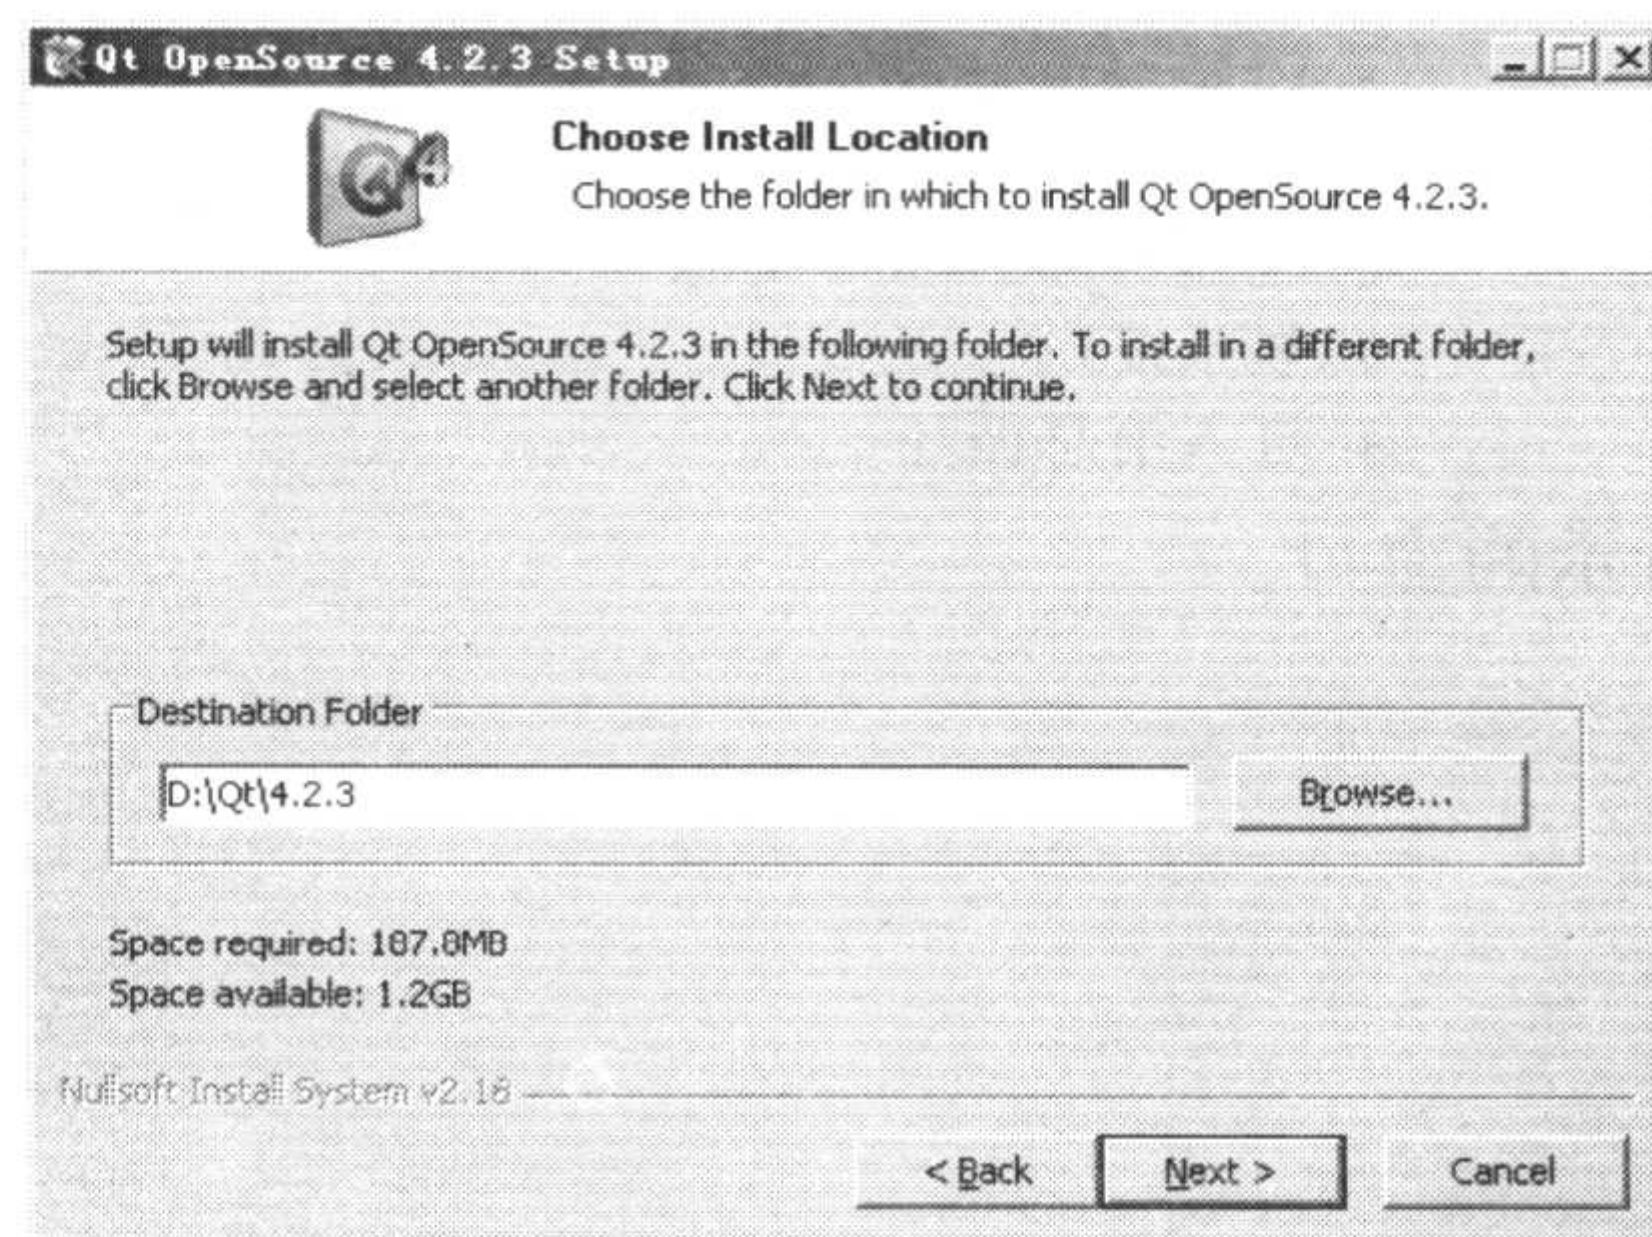 Qt OpenSource 4.2.3 Setup
Choose Install Location
Choose the folder in which to install Qt OpenSource 4.2.3.
Setup will install Qt OpenSource 4.2.3 in the following folder. To install in a different folder,
click Browse and select another folder. Click Next to continue.
Destination Folder
D:\Qt\4.2.3
Browse...
Space required: 187.8MB
Space available: 1.2GB
Nullsoft Install System v2.18
< Back
Next >
Cancel